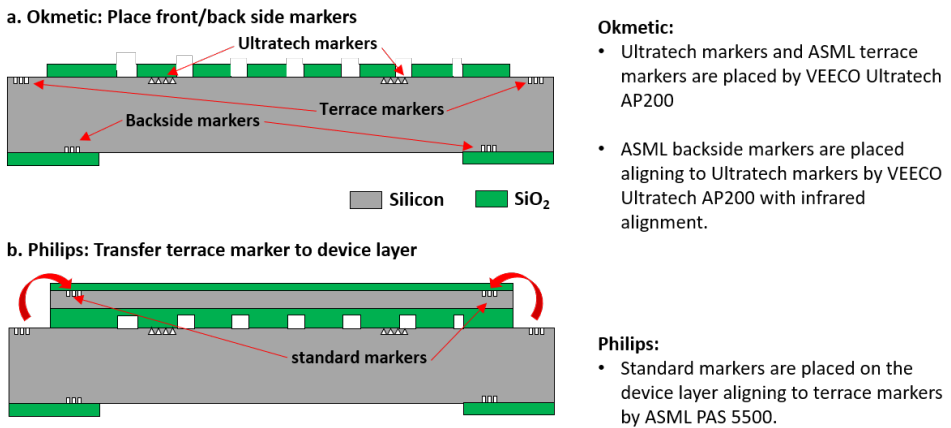 a. Okmetic: Place front/back side markers
Ultratech markers
Terrace markers
Backside markers
Silicon
SiO₂
b. Philips: Transfer terrace marker to device layer
standard markers
Okmetic:
• Ultratech markers and ASML terrace
markers are placed by VEECO Ultratech
AP200
• ASML backside markers are placed
aligning to Ultratech markers by VEECO
Ultratech AP200 with infrared
alignment.
Philips:
• Standard markers are placed on the
device layer aligning to terrace markers
by ASML PAS 5500.